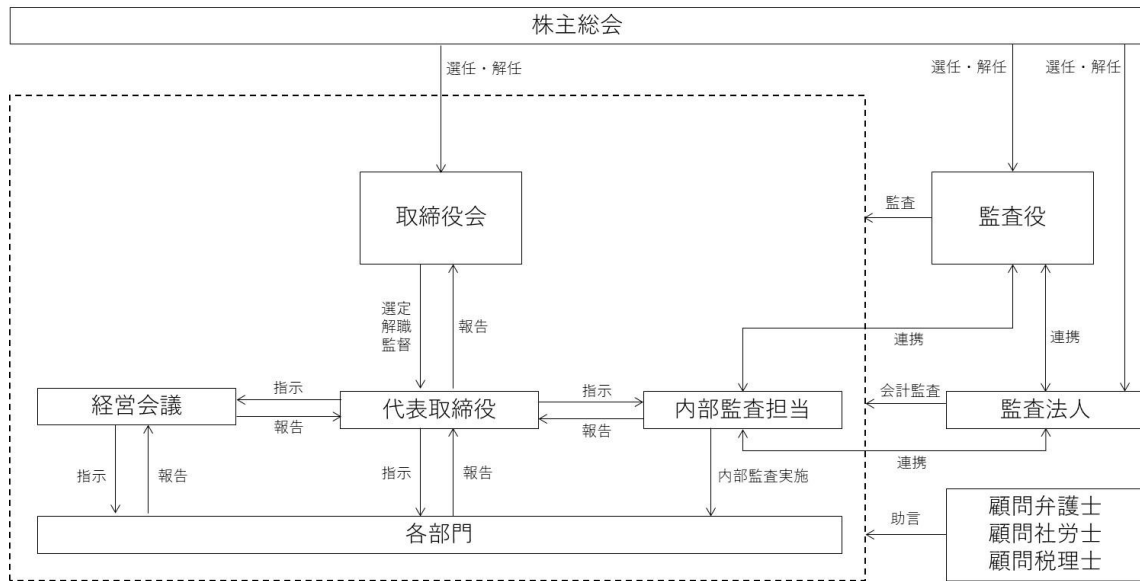 株主総会
選任・解任
選任・解任
選任・解任
取締役会
監査
監査役
選定
解職
監督
報告
連携
連携
経営会議
指示
報告
代表取締役
指示
報告
内部監査担当
会計監査
監査法人
指示
報告
指示
報告
内部監査実施
連携
各部門
助言
顧問弁護士
顧問社労士
顧問税理士